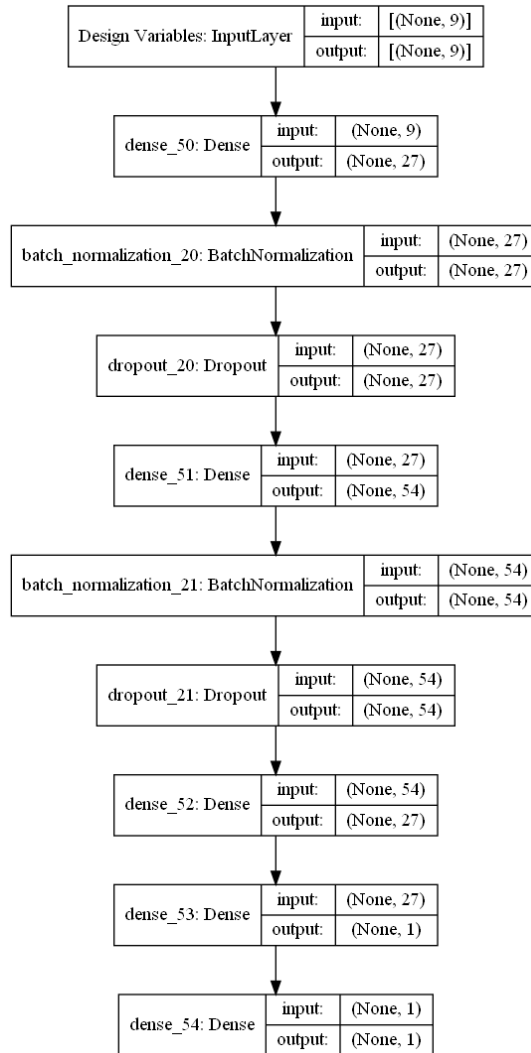 Design Variables: InputLayer
input: [(None, 9)]
output: [(None, 9)]
dense_50: Dense
input: (None, 9)
output: (None, 27)
batch_normalization_20: BatchNormalization
input: (None, 27)
output: (None, 27)
dropout_20: Dropout
input: (None, 27)
output: (None, 27)
dense_51: Dense
input: (None, 27)
output: (None, 54)
batch_normalization_21: BatchNormalization
input: (None, 54)
output: (None, 54)
dropout_21: Dropout
input: (None, 54)
output: (None, 54)
dense_52: Dense
input: (None, 54)
output: (None, 27)
dense_53: Dense
input: (None, 27)
output: (None, 1)
dense_54: Dense
input: (None, 1)
output: (None, 1)